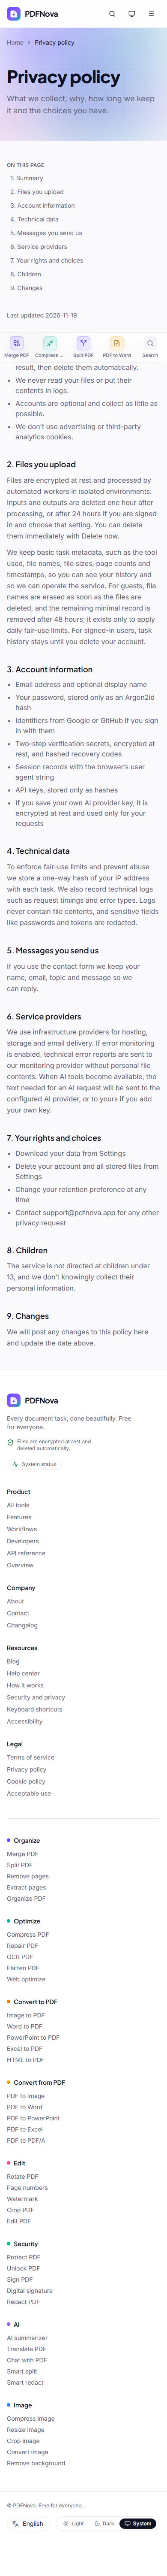 PDFNova
Home > Privacy policy
Privacy policy
What we collect, why, how long we keep
it and the choices you have.
ON THIS PAGE
1. Summary
2. Files you upload
3. Account information
4. Technical data
5. Messages you send us
6. Service providers
7. Your rights and choices
8. Children
9. Changes
Last updated 2026-11-19
Merge PDF
Compress ...
Split PDF
PDF to Word
Search
result, then delete them automatically.
We never read your files or put their
contents in logs.
Accounts are optional and collect as little as
possible.
We don't use advertising or third-party
analytics cookies.
2. Files you upload
Files are encrypted at rest and processed by
automated workers in isolated environments.
Inputs and outputs are deleted one hour after
processing, or after 24 hours if you are signed
in and choose that setting. You can delete
them immediately with Delete now.
We keep basic task metadata, such as the tool
used, file names, file sizes, page counts and
timestamps, so you can see your history and
so we can operate the service. For guests, file
names are erased as soon as the files are
deleted, and the remaining minimal record is
removed after 48 hours; it exists only to apply
daily fair-use limits. For signed-in users, task
history stays until you delete your account.
3. Account information
Email address and optional display name
Your password, stored only as an Argon2id
hash
Identifiers from Google or GitHub if you sign
in with them
Two-step verification secrets, encrypted at
rest, and hashed recovery codes
Session records with the browser's user
agent string
API keys, stored only as hashes
If you save your own AI provider key, it is
encrypted at rest and used only for your
requests
4. Technical data
To enforce fair-use limits and prevent abuse
we store a one-way hash of your IP address
with each task. We also record technical logs
such as request timings and error types. Logs
never contain file contents, and sensitive fields
like passwords and tokens are redacted.
5. Messages you send us
If you use the contact form we keep your
name, email, topic and message so we
can reply.
6. Service providers
We use infrastructure providers for hosting,
storage and email delivery. If error monitoring
is enabled, technical error reports are sent to
our monitoring provider without personal file
contents. When AI tools become available, the
text needed for an AI request will be sent to the
configured AI provider, or to yours if you add
your own key.
7. Your rights and choices
Download your data from Settings
Delete your account and all stored files from
Settings
Change your retention preference at any
time
Contact support@pdfnova.app for any other
privacy request
8. Children
The service is not directed at children under
13, and we don't knowingly collect their
personal information.
9. Changes
We will post any changes to this policy here
and update the date above.
PDFNova
Every document task, done beautifully. Free
for everyone.
Files are encrypted at rest and
deleted automatically.
System status
Product
All tools
Features
Workflows
Developers
API reference
Overview
Company
About
Contact
Changelog
Resources
Blog
Help center
How it works
Security and privacy
Keyboard shortcuts
Accessibility
Legal
Terms of service
Privacy policy
Cookie policy
Acceptable use
Organize
Merge PDF
Split PDF
Remove pages
Extract pages
Organize PDF
Optimize
Compress PDF
Repair PDF
OCR PDF
Flatten PDF
Web optimize
Convert to PDF
Image to PDF
Word to PDF
PowerPoint to PDF
Excel to PDF
HTML to PDF
Convert from PDF
PDF to image
PDF to Word
PDF to PowerPoint
PDF to Excel
PDF to PDF/A
Edit
Rotate PDF
Page numbers
Watermark
Crop PDF
Edit PDF
Security
Protect PDF
Unlock PDF
Sign PDF
Digital signature
Redact PDF
AI
AI summarizer
Translate PDF
Chat with PDF
Smart split
Smart redact
Image
Compress image
Resize image
Crop image
Convert image
Remove background
© PDFNova. Free for everyone.
English
Light
Dark
System